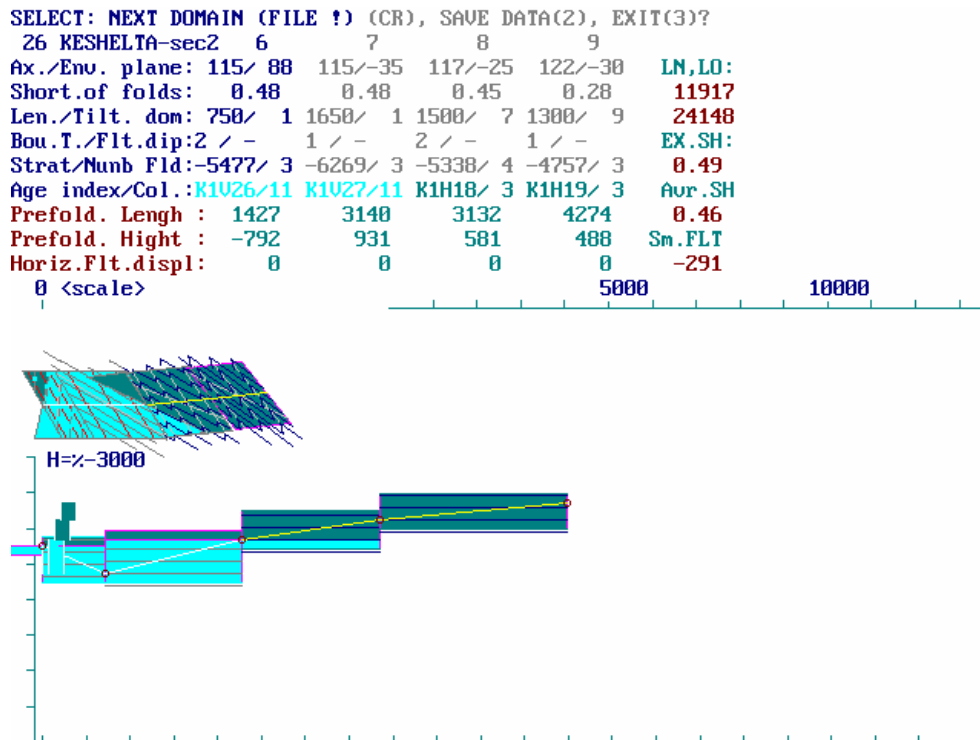 SELECT: NEXT DOMAIN (FILE !) (CR), SAVE DATA(2), EXIT(3)?
26 KESHELTA-sec2 6 7 8 9
Ax./Env. plane: 115/ 88 115/-35 117/-25 122/-30 LN,LO:
Short.of folds: 0.48 0.48 0.45 0.28 11917
Len./Tilt. dom: 750/ 1 1650/ 1 1500/ 7 1300/ 9 24148
Bou.T./Flt.dip:2 / - 1 / - 2 / - 1 / - EX.SH:
Strat/Nunb Fld:-5477/ 3 -6269/ 3 -5338/ 4 -4757/ 3 0.49
Age index/Col.:K1V26/11 K1V27/11 K1H18/ 3 K1H19/ 3 Avr.SH
Prefold. Lengh : 1427 3140 3132 4274 0.46
Prefold. Hight : -792 931 581 488 Sm.FLT
Horiz.Flt.displ: 0 0 0 0 -291
0 <scale> 5000 10000
H=%-3000